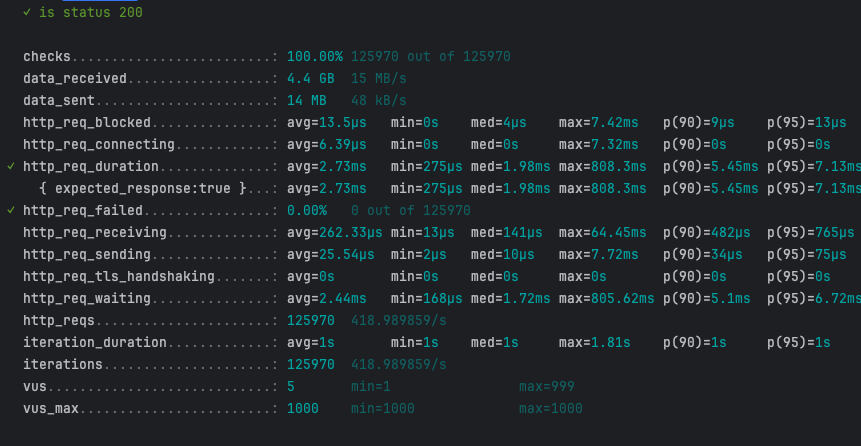 ✓ is status 200
checks.........................: 100.00% 125970 out of 125970
data_received..................: 4.4 GB 15 MB/s
data_sent......................: 14 MB 48 kB/s
http_req_blocked...............: avg=13.5µs min=0s med=4µs max=7.42ms p(90)=9µs p(95)=13µs
http_req_connecting............: avg=6.39µs min=0s med=0s max=7.32ms p(90)=0s p(95)=0s
✓ http_req_duration..............: avg=2.73ms min=275µs med=1.98ms max=808.3ms p(90)=5.45ms p(95)=7.13ms
{ expected_response:true }...: avg=2.73ms min=275µs med=1.98ms max=808.3ms p(90)=5.45ms p(95)=7.13ms
✓ http_req_failed................: 0.00% 0 out of 125970
http_req_receiving.............: avg=262.33µs min=13µs med=141µs max=64.45ms p(90)=482µs p(95)=765µs
http_req_sending...............: avg=25.54µs min=2µs med=10µs max=7.72ms p(90)=34µs p(95)=75µs
http_req_tls_handshaking.......: avg=0s min=0s med=0s max=0s p(90)=0s p(95)=0s
http_req_waiting...............: avg=2.44ms min=168µs med=1.72ms max=805.62ms p(90)=5.1ms p(95)=6.72ms
http_reqs......................: 125970 418.989859/s
iteration_duration.............: avg=1s min=1s med=1s max=1.81s p(90)=1s p(95)=1s
iterations.....................: 125970 418.989859/s
vus............................: 5 min=1 max=999
vus_max........................: 1000 min=1000 max=1000